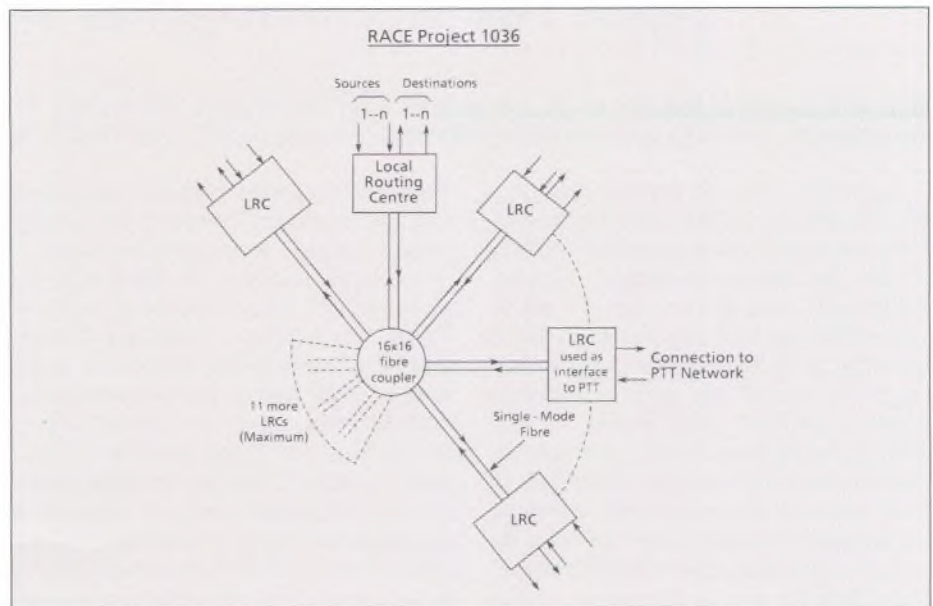 RACE Project 1036
Sources Destinations
1--n 1--n
Local
Routing
Centre
LRC
LRC
16x16
fibre
coupler
LRC
used as
interface
to PTT
Connection to
PTT Network
11 more
LRCs
(Maximum)
Single - Mode
Fibre
LRC